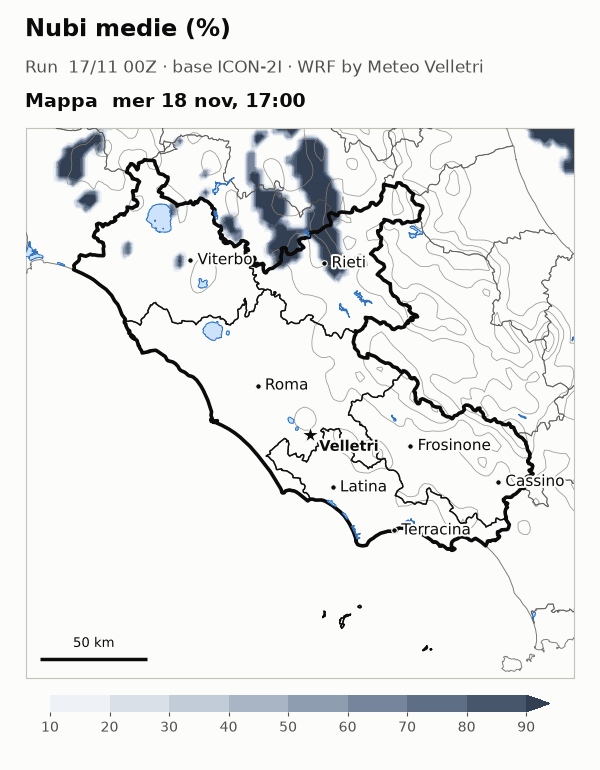 Nubi medie (%)
Run  17/11 00Z · base ICON-2I · WRF by Meteo Velletri
Mappa  mer 18 nov, 17:00
Viterbo
Rieti
Roma
Velletri
Frosinone
Latina
Cassino
Terracina
50 km
10 20 30 40 50 60 70 80 90